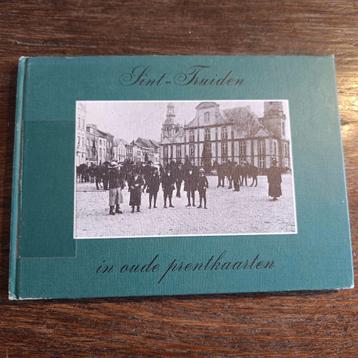 Sint-Truiden
in oude prentkaarten